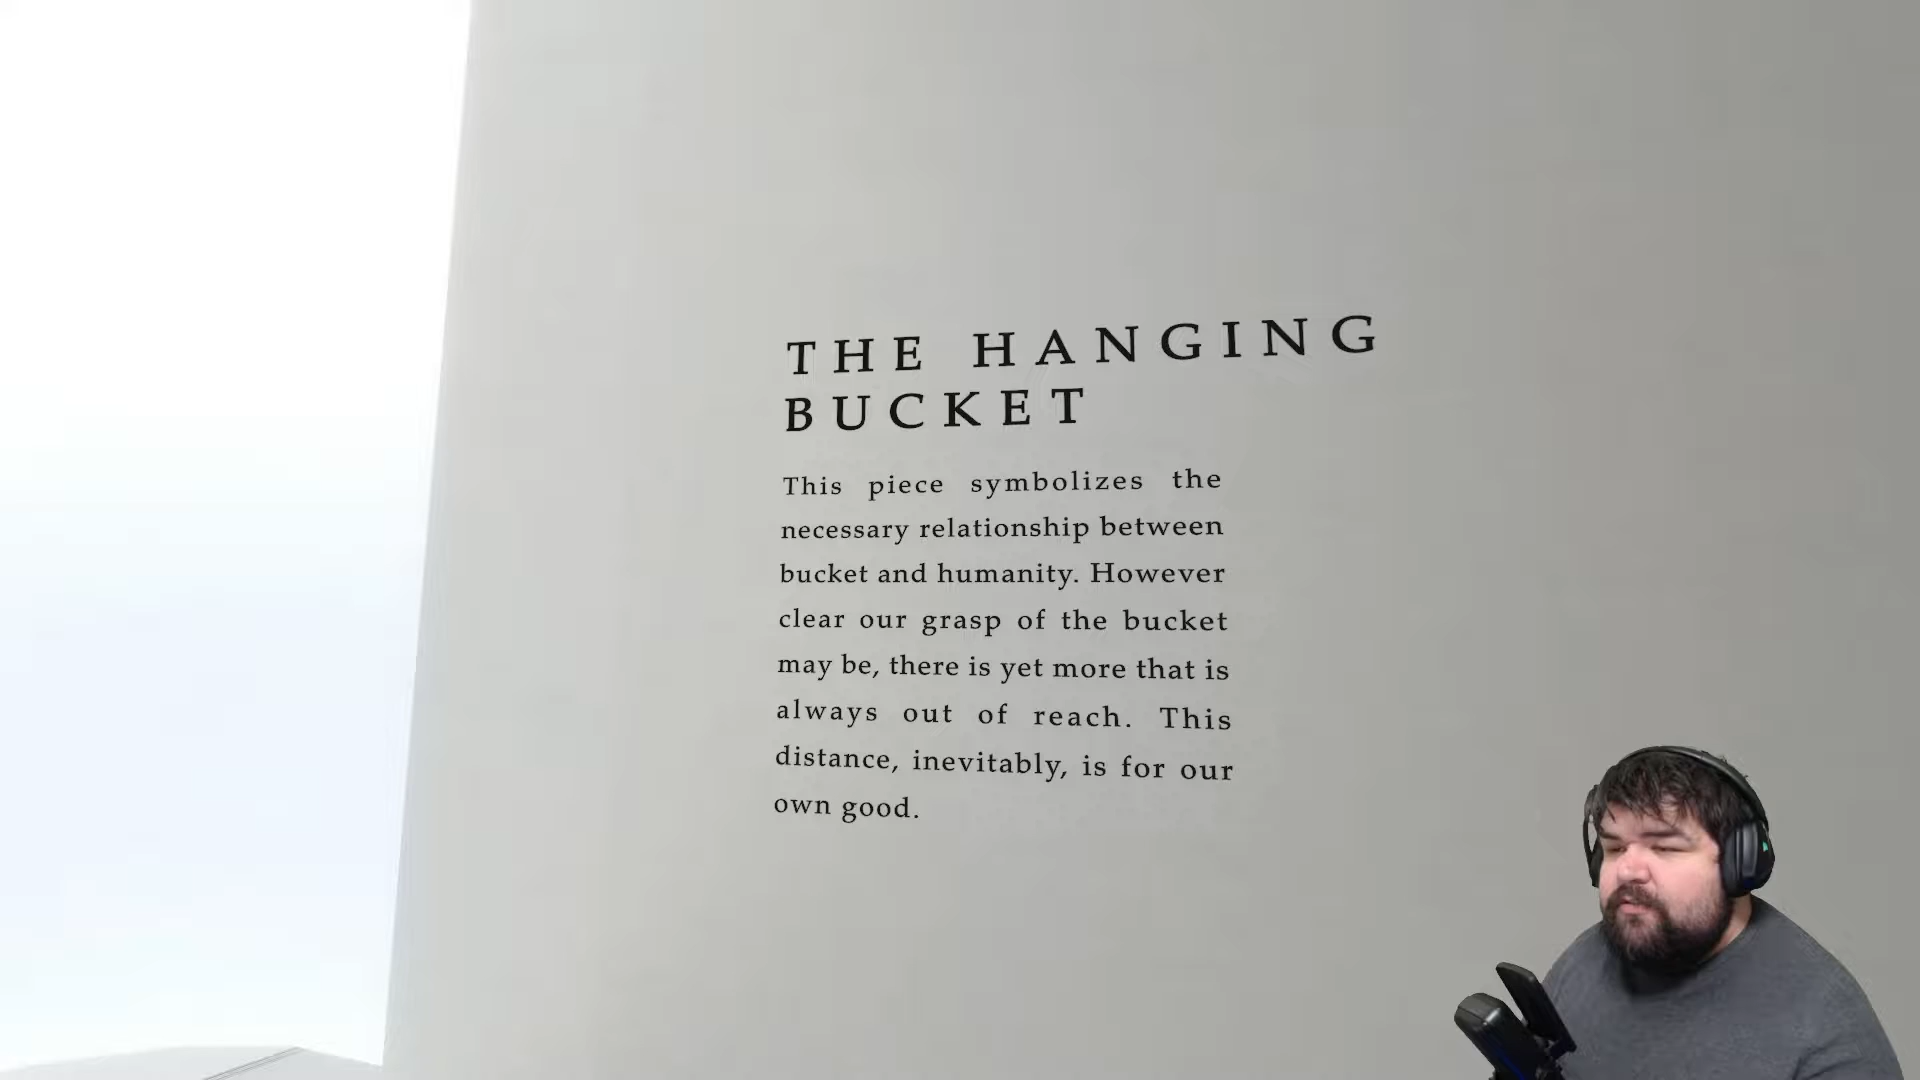 THE HANGING
BUCKET
This piece symbolizes the
necessary relationship between
bucket and humanity. However
clear our grasp of the bucket
may be, there is yet more that is
always out of reach. This
distance, inevitably, is for our
own good.